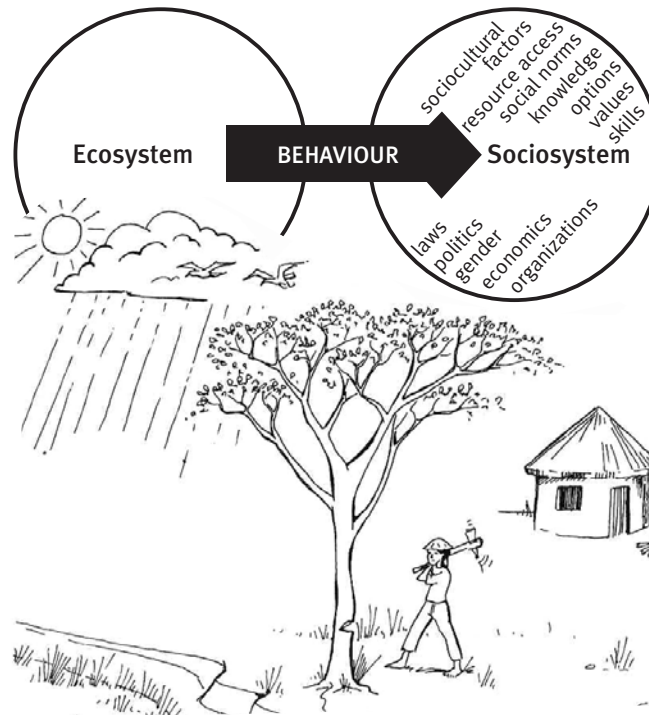 Ecosystem
BEHAVIOUR
Sociosystem
sociocultural
factors
resource access
social norms
knowledge
options
values
skills
laws
politics
gender
economics
organizations